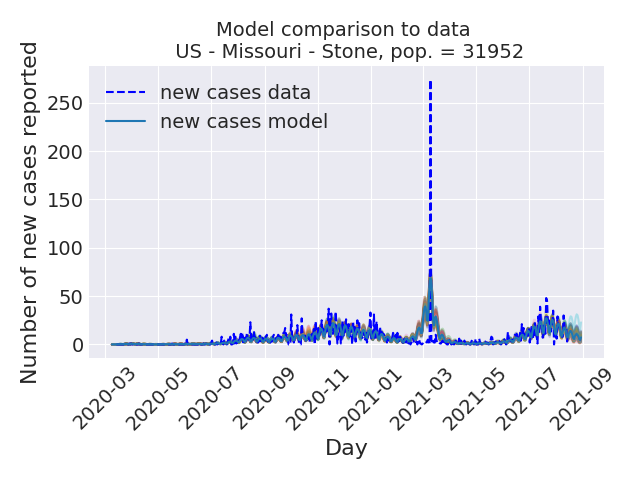 Model comparison to data
US - Missouri - Stone, pop. = 31952
Number of new cases reported
250
200
150
100
50
0
new cases data
new cases model
2020-03
2020-05
2020-07
2020-09
2020-11
2021-01
2021-03
2021-05
2021-07
2021-09
Day